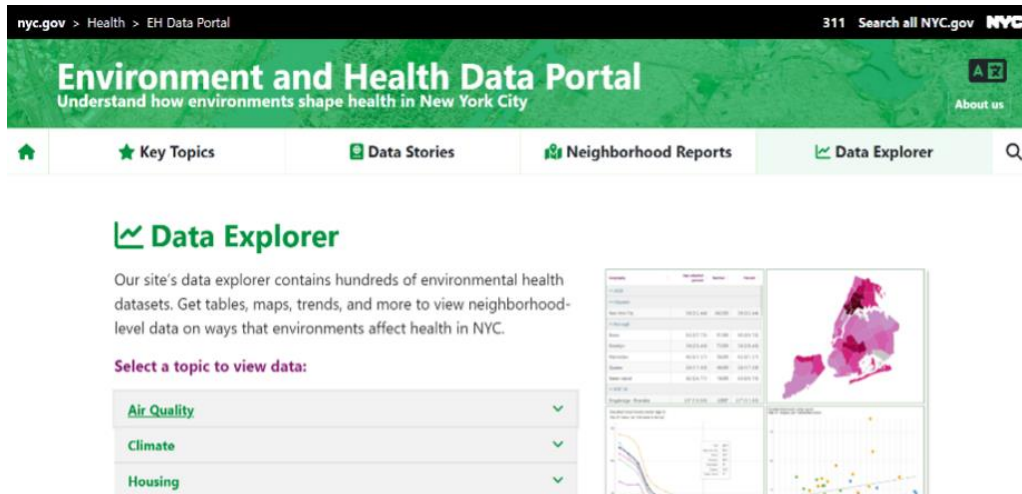 nyc.gov > Health > EH Data Portal
311 Search all NYC.gov NYC
Environment and Health Data Portal
Understand how environments shape health in New York City
About us
Key Topics
Data Stories
Neighborhood Reports
Data Explorer
Data Explorer
Our site's data explorer contains hundreds of environmental health
datasets. Get tables, maps, trends, and more to view neighborhood-
level data on ways that environments affect health in NYC.
Select a topic to view data:
Air Quality
Climate
Housing